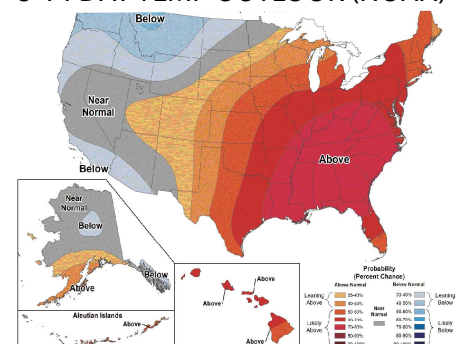 Below
Near
Normal
Below
Above
Near
Normal
Below
Above
Below
Aleutian Islands
Above
Above
Above
Above
Probability
(Percent Chance)
Above Normal
Below Normal
Leaning
Above
Likely
Above
Near
Normal
Leaning
Below
Likely
Below
33-40%
40-50%
50-60%
60-70%
70-80%
80-90%
33-40%
40-50%
50-60%
60-70%
70-80%
80-90%